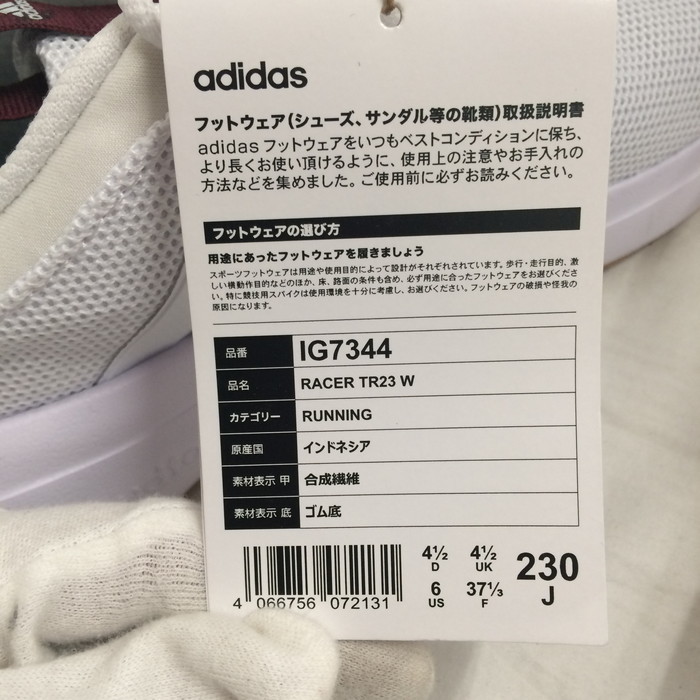 adidas
フットウェア(シューズ、サンダル等の靴類)取扱説明書
adidas フットウェアをいつもベストコンディションに保ち、
より長くお使い頂けるように、使用上の注意やお手入れの
方法などを集めました。ご使用前に必ずお読みください。
フットウェアの選び方
用途にあったフットウェアを履きましょう
スポーツフットウェアは用途や使用目的によって設計がそれぞれされています。歩行・走行目的、激
しい横動作目的などのほか、床、路面の条件も含め、必ず用途に合ったフットウェアをお選びくださ
い。特に競技用スパイクは使用環境を十分に考慮し、お選びください。フットウェアの破損や怪我の
原因になります。
品番 IG7344
品名 RACER TR23 W
カテゴリー RUNNING
原産国 インドネシア
素材表示 甲 合成繊維
素材表示 底 ゴム底
4½ 4½ 230
D UK J
6 37⅓
US F
4 066756 072131